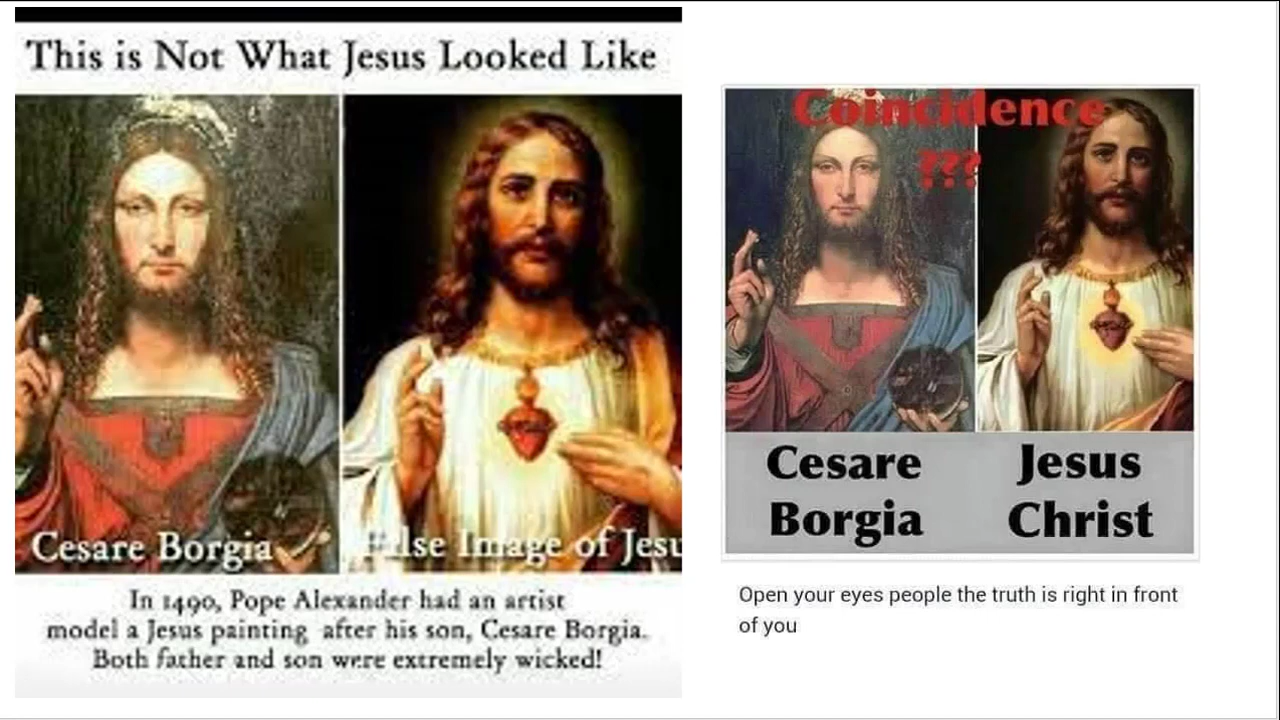 This is Not What Jesus Looked Like
Cesare Borgia
False Image of Jesu
In 1490, Pope Alexander had an artist
model a Jesus painting after his son, Cesare Borgia.
Both father and son were extremely wicked!
Coincidence
???
Cesare
Borgia
Jesus
Christ
Open your eyes people the truth is right in front
of you